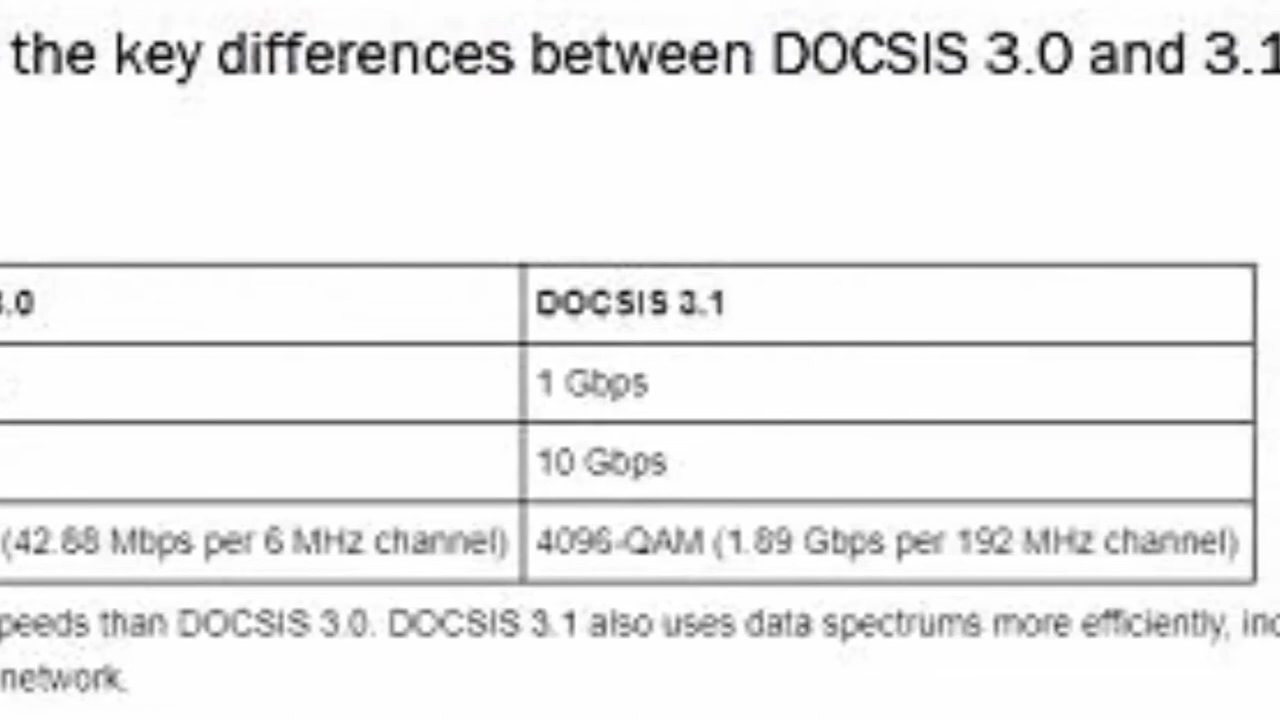 the key differences between DOCSIS 3.0 and 3.1
3.0 DOCSIS 3.1
1 Gbps
10 Gbps
(42.88 Mbps per 6 MHz channel) 4096-QAM (1.89 Gbps per 192 MHz channel)
peeds than DOCSIS 3.0. DOCSIS 3.1 also uses data spectrums more efficiently, inc
network.